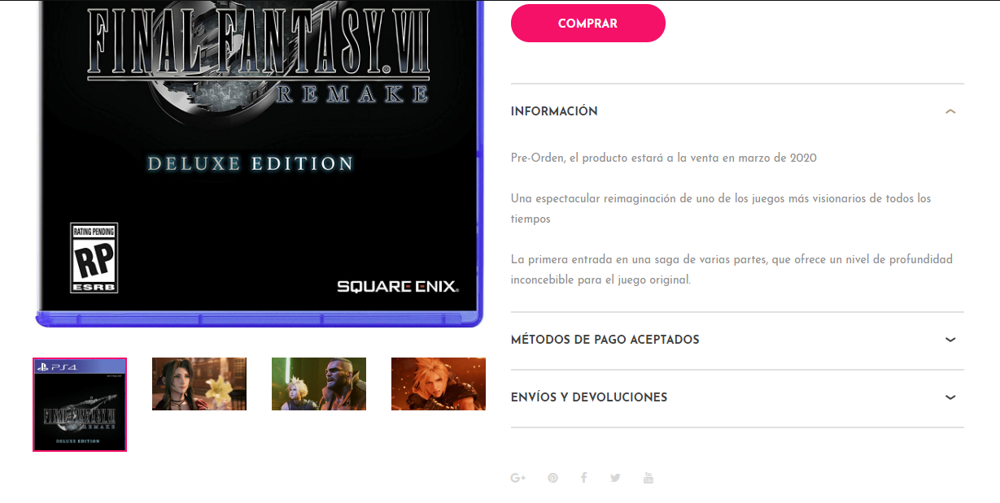 FINAL FANTASY VII
REMAKE
DELUXE EDITION
RATING PENDING
RP
ESRB
SQUARE ENIX
PS4
FINAL FANTASY VII
REMAKE
DELUXE EDITION
COMPRAR
INFORMACIÓN
Pre-Orden, el producto estará a la venta en marzo de 2020
Una espectacular reimaginación de uno de los juegos más visionarios de todos los
tiempos
La primera entrada en una saga de varias partes, que ofrece un nivel de profundidad
inconcebible para el juego original.
MÉTODOS DE PAGO ACEPTADOS
ENVÍOS Y DEVOLUCIONES
G+
You